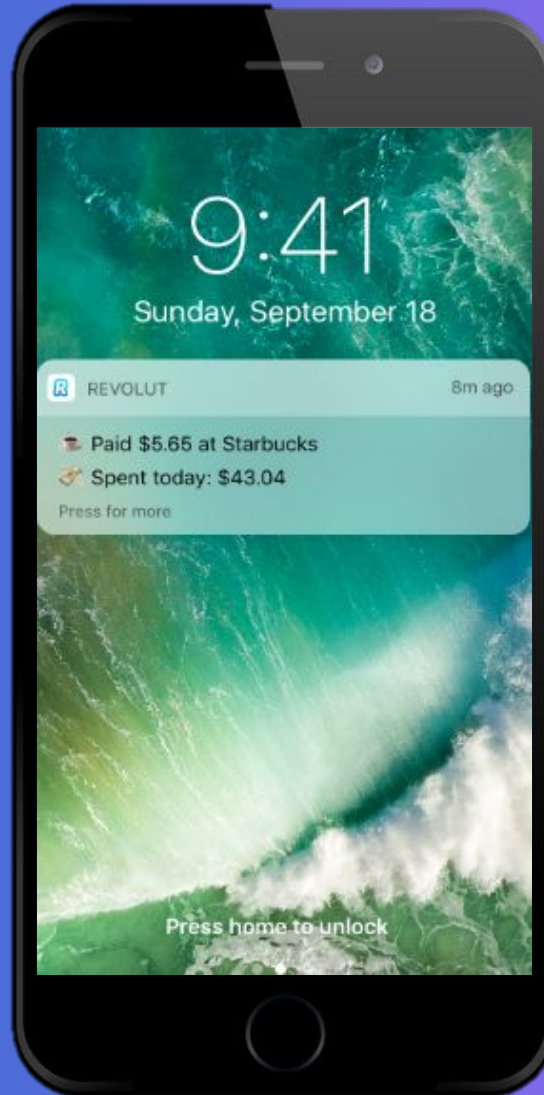 9:41
Sunday, September 18
R REVOLUT 8m ago
Paid $5.65 at Starbucks
Spent today: $43.04
Press for more
Press home to unlock